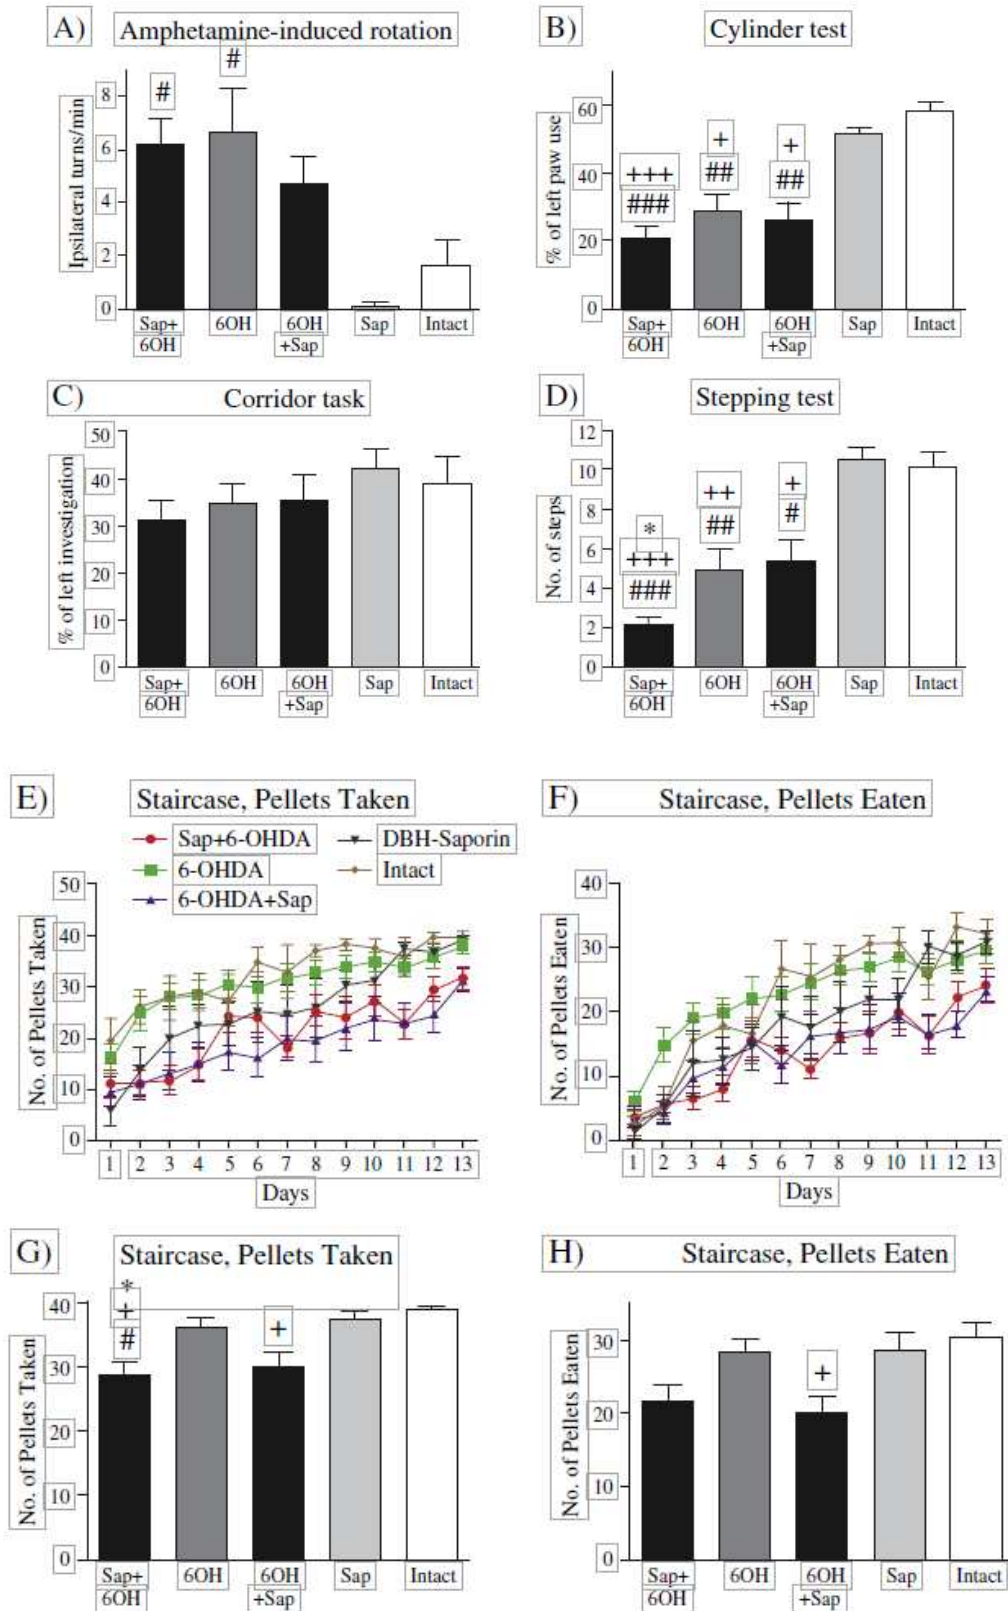 A) Amphetamine-induced rotation
Ipsilateral turns/min
8
6
4
2
0
#
#
Sap+ 6OH 6OH Sap Intact
6OH +Sap
B) Cylinder test
% of left paw use
60
40
20
0
+ +
+++ ## ##
###
Sap+ 6OH 6OH Sap Intact
6OH +Sap
C) Corridor task
% of left investigation
50
40
30
20
10
0
Sap+ 6OH 6OH Sap Intact
6OH +Sap
D) Stepping test
No. of steps
12
10
8
6
4
2
0
++ +
* ## #
+++
###
Sap+ 6OH 6OH Sap Intact
6OH +Sap
E) Staircase, Pellets Taken
Sap+6-OHDA DBH-Saporin
6-OHDA Intact
6-OHDA+Sap
No. of Pellets Taken
50
40
30
20
10
0
1 2 3 4 5 6 7 8 9 10 11 12 13
Days
F) Staircase, Pellets Eaten
No. of Pellets Eaten
40
30
20
10
0
1 2 3 4 5 6 7 8 9 10 11 12 13
Days
G) Staircase, Pellets Taken
No. of Pellets Taken
40
30
20
10
0
*
+
# +
Sap+ 6OH 6OH Sap Intact
6OH +Sap
H) Staircase, Pellets Eaten
No. of Pellets Eaten
30
20
10
0
+
Sap+ 6OH 6OH Sap Intact
6OH +Sap